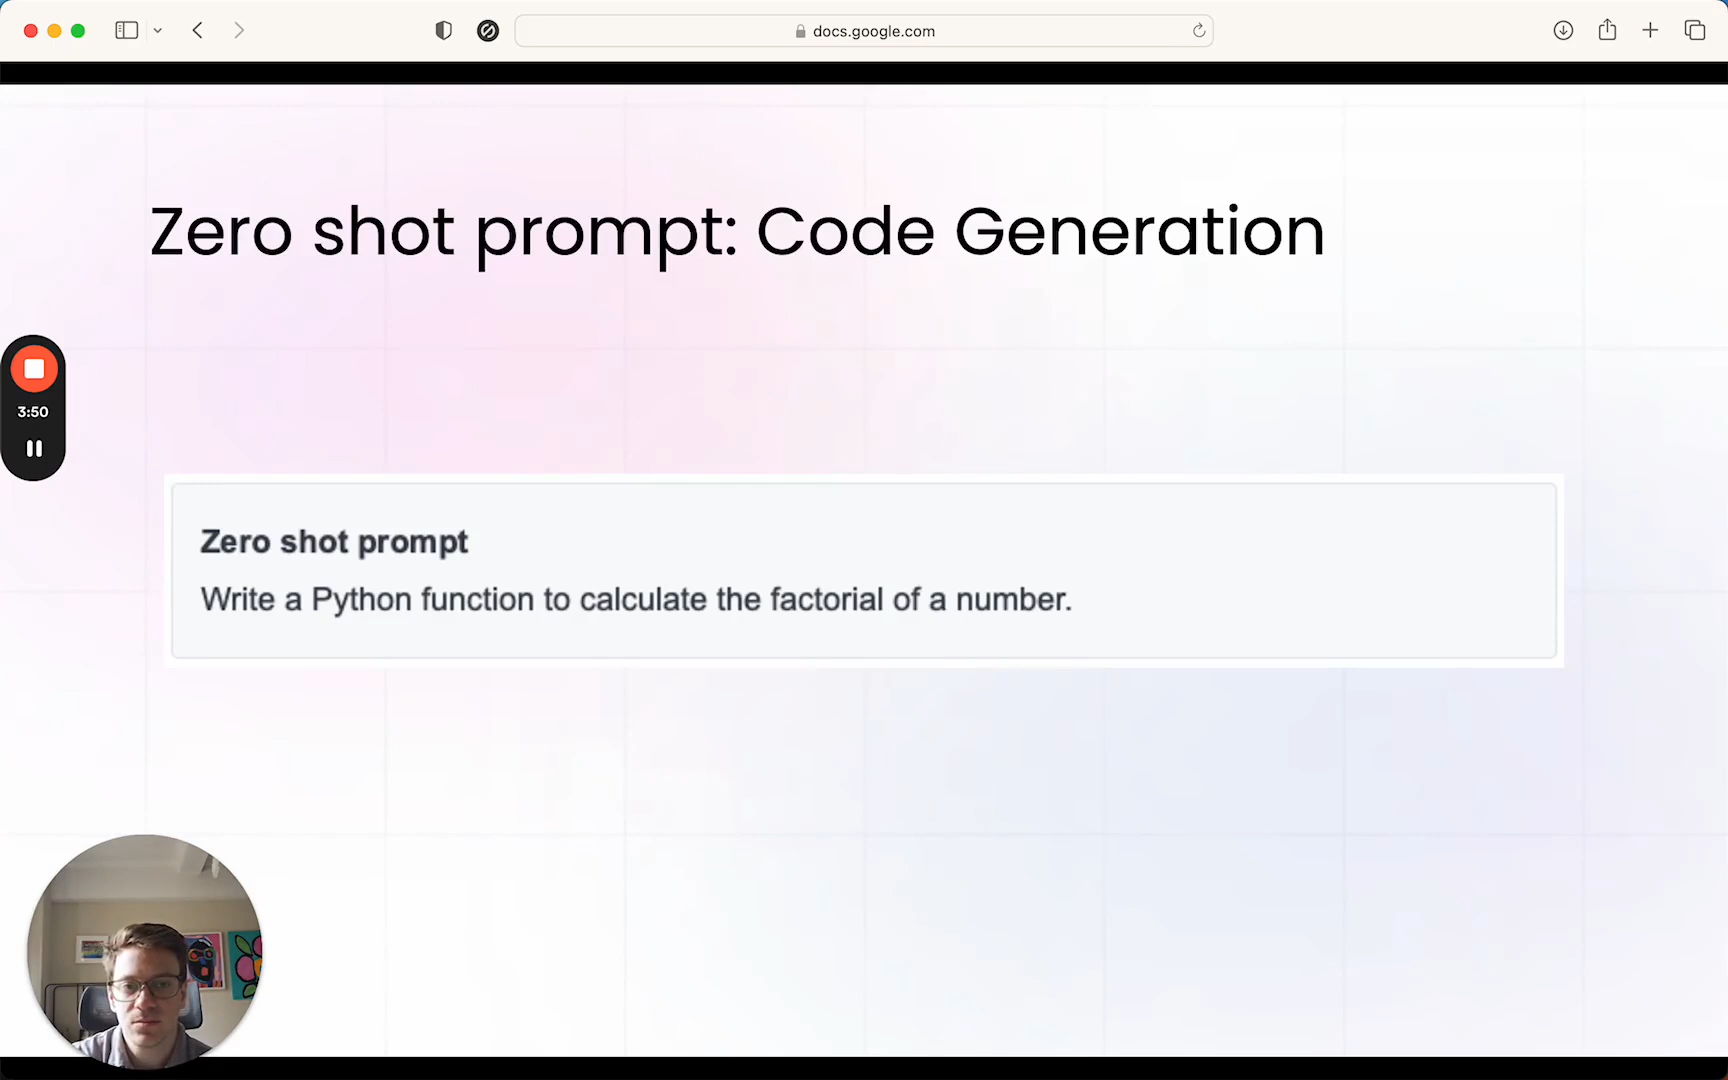 docs.google.com
Zero shot prompt: Code Generation
3:50
Zero shot prompt
Write a Python function to calculate the factorial of a number.